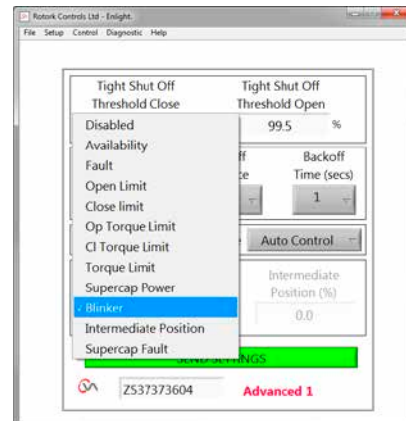 Rotork Controls Ltd - Enlight.
File Setup Control Diagnostic Help
Tight Shut Off Tight Shut Off
Threshold Close Threshold Open
Disabled
99.5 %
Availability
Fault
Backoff
Open Limit
Time (secs)
Close limit
1
Op Torque Limit
Cl Torque Limit
Auto Control
Torque Limit
Intermediate
Supercap Power
Position (%)
Blinker
0.0
Intermediate Position
Supercap Fault
SEND SETTINGS
Z537373604 Advanced 1